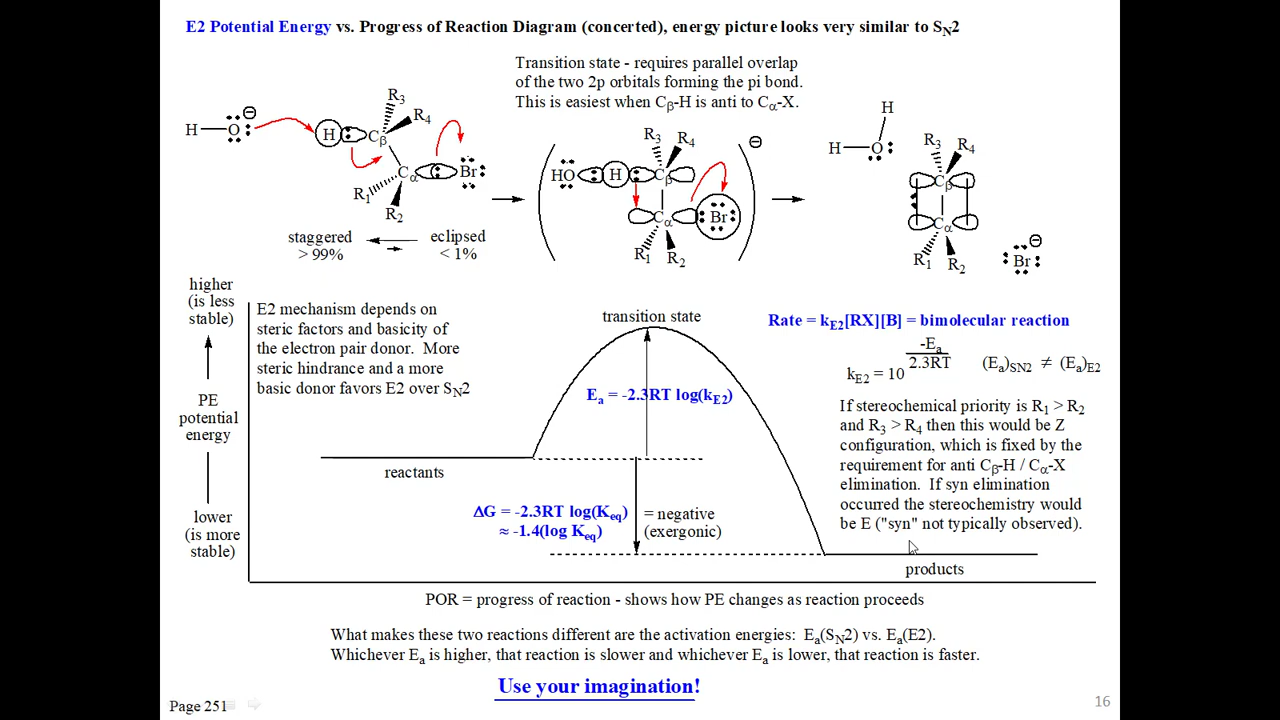 E2 Potential Energy vs. Progress of Reaction Diagram (concerted), energy picture looks very similar to SN2
Transition state - requires parallel overlap
of the two 2p orbitals forming the pi bond.
This is easiest when Cβ-H is anti to Cα-X.
H O ⊖ H Cβ R3 R4 Cα Br R1 R2
HO H Cβ R3 R4 Cα Br R1 R2 ⊖
H H O R3 R4 Cβ Cα R1 R2 Br ⊖
staggered eclipsed
> 99% < 1%
higher
(is less
stable)
PE
potential
energy
lower
(is more
stable)
E2 mechanism depends on
steric factors and basicity of
the electron pair donor. More
steric hindrance and a more
basic donor favors E2 over SN2
transition state
Ea = -2.3RT log(kE2)
reactants
ΔG = -2.3RT log(Keq)
≈ -1.4(log Keq)
= negative
(exergonic)
Rate = kE2[RX][B] = bimolecular reaction
-Ea
2.3RT
kE2 = 10
(Ea)SN2 ≠ (Ea)E2
If stereochemical priority is R1 > R2
and R3 > R4 then this would be Z
configuration, which is fixed by the
requirement for anti Cβ-H / Cα-X
elimination. If syn elimination
occurred the stereochemistry would
be E ("syn" not typically observed).
products
POR = progress of reaction - shows how PE changes as reaction proceeds
What makes these two reactions different are the activation energies: Ea(SN2) vs. Ea(E2).
Whichever Ea is higher, that reaction is slower and whichever Ea is lower, that reaction is faster.
Use your imagination!
Page 251
16